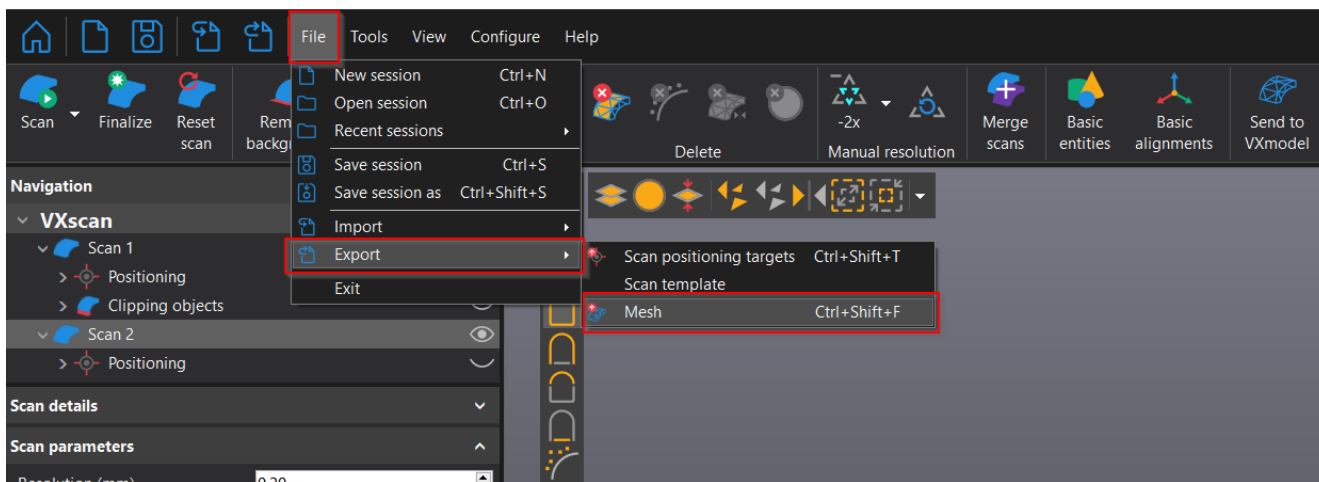 File Tools View Configure Help
Scan
Finalize
Reset
scan
Delete
-2x
Manual resolution
Merge
scans
Basic
entities
Basic
alignments
Send to
VXmodel
New session Ctrl+N
Open session Ctrl+O
Recent sessions
Save session Ctrl+S
Save session as Ctrl+Shift+S
Import
Export
Exit
Scan positioning targets Ctrl+Shift+T
Scan template
Mesh Ctrl+Shift+F
Navigation
VXscan
Scan 1
Positioning
Clipping objects
Scan 2
Positioning
Scan details
Scan parameters